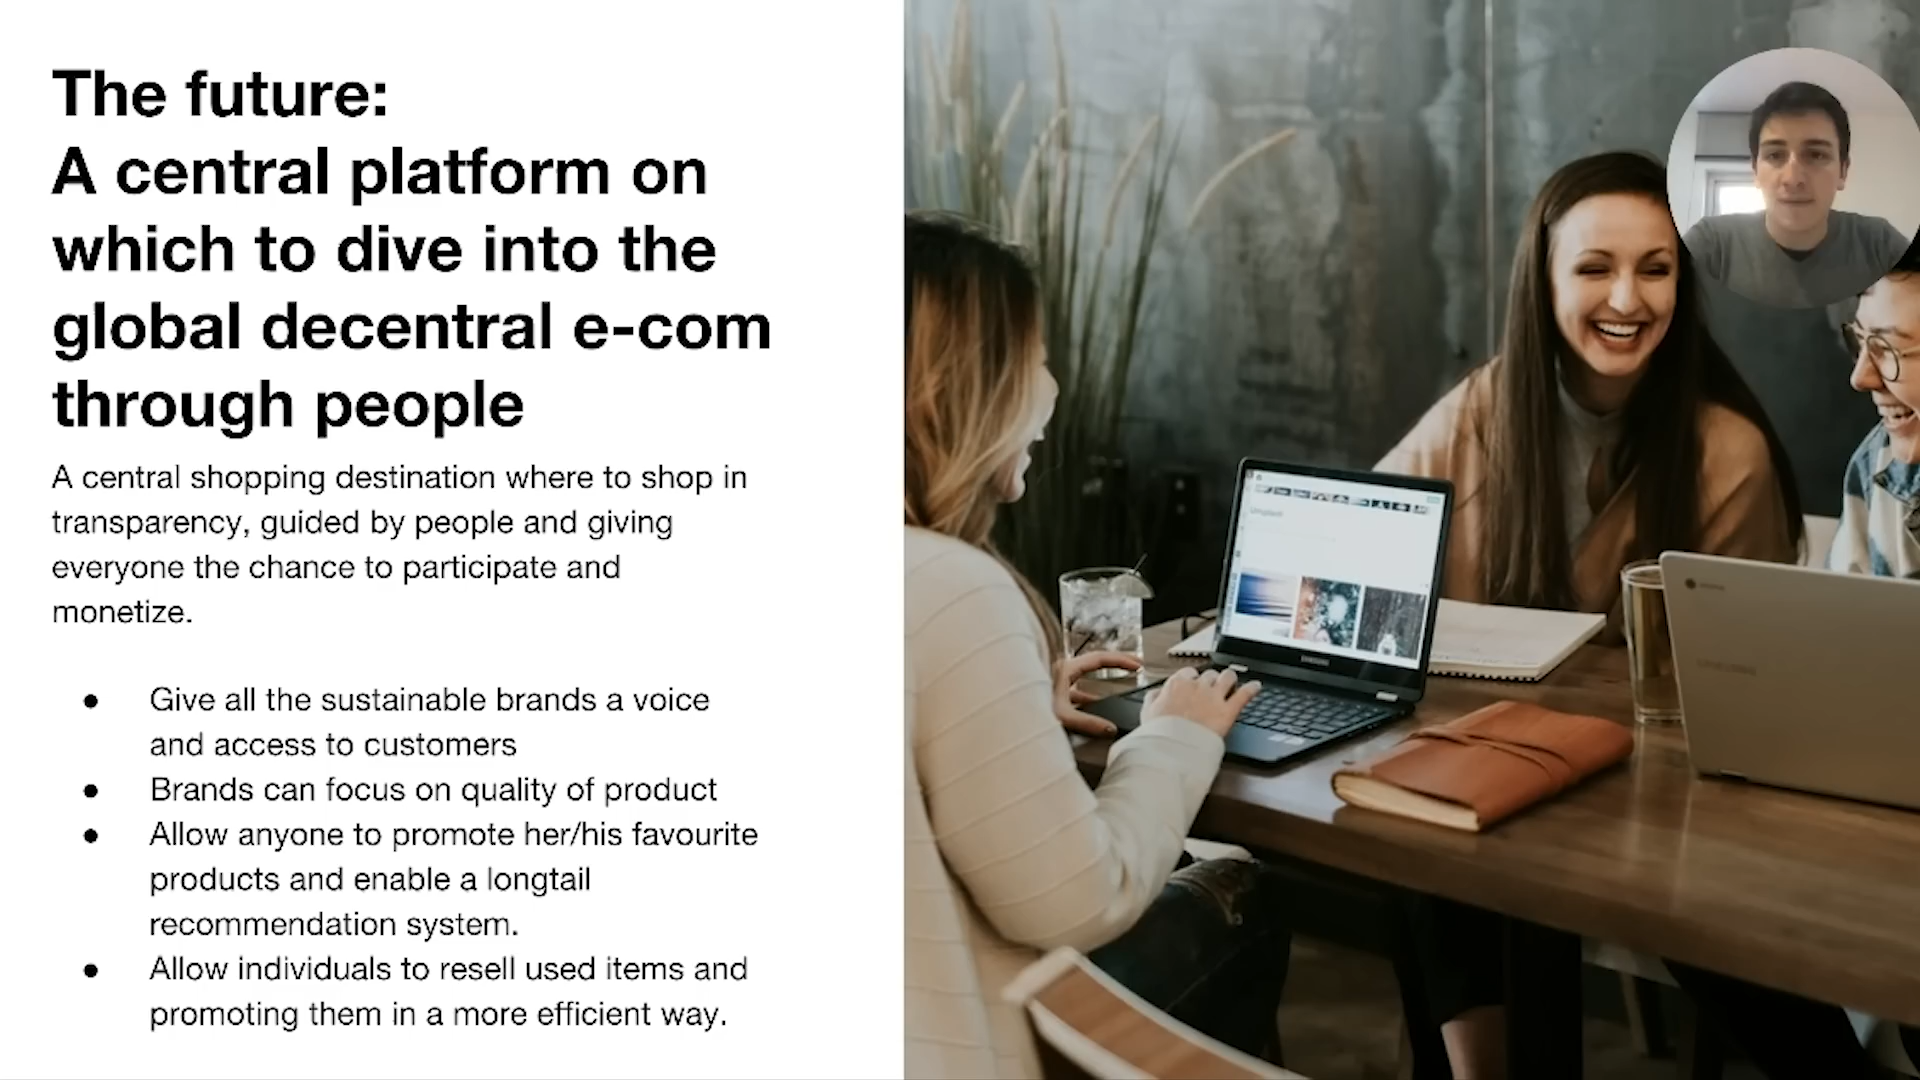 The future:
A central platform on
which to dive into the
global decentral e-com
through people
A central shopping destination where to shop in
transparency, guided by people and giving
everyone the chance to participate and
monetize.
● Give all the sustainable brands a voice
and access to customers
● Brands can focus on quality of product
● Allow anyone to promote her/his favourite
products and enable a longtail
recommendation system.
● Allow individuals to resell used items and
promoting them in a more efficient way.
Unsplash
SAMSUNG